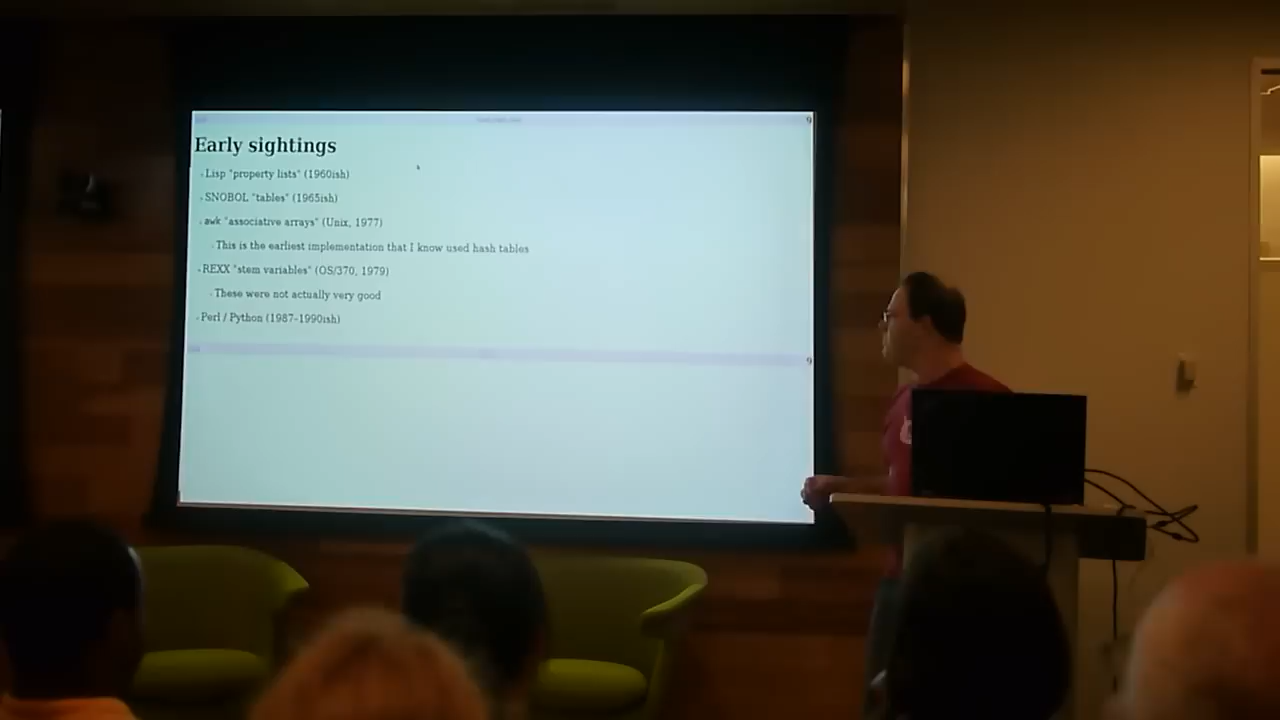 9
Early sightings
Lisp "property lists" (1960ish)
SNOBOL "tables" (1965ish)
awk "associative arrays" (Unix, 1977)
This is the earliest implementation that I know used hash tables
REXX "stem variables" (OS/370, 1979)
These were not actually very good
Perl / Python (1987–1990ish)
9